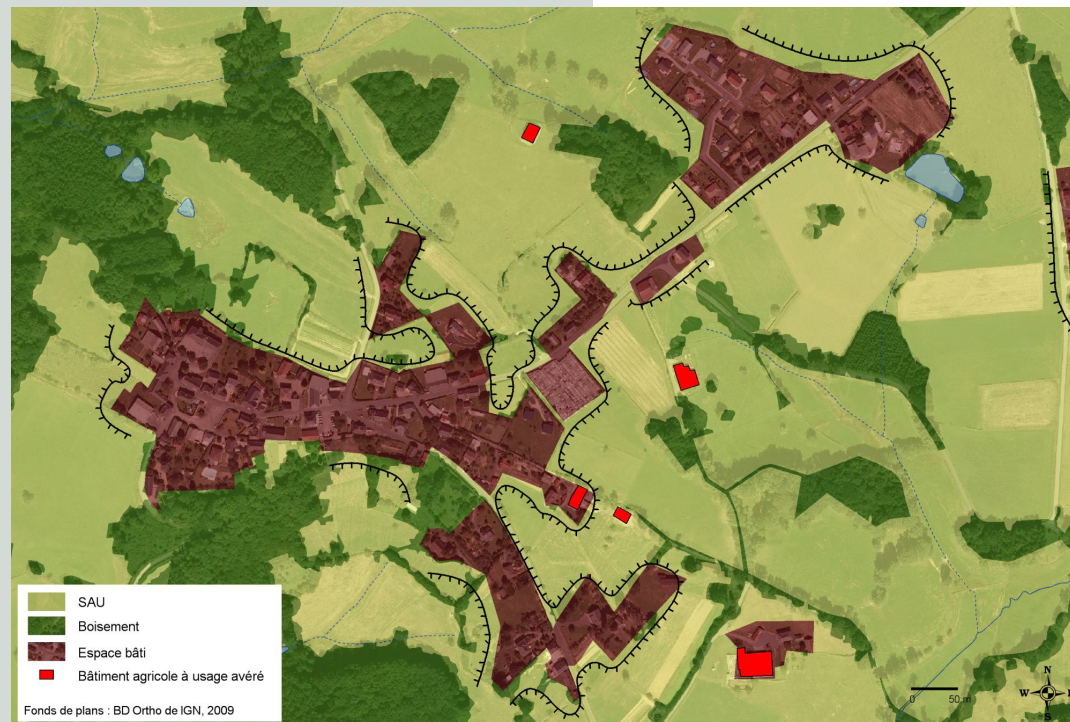 N
W
S
0 50 m
SAU
Boisement
Espace bâti
Bâtiment agricole à usage avéré
Fonds de plans : BD Ortho de IGN, 2009